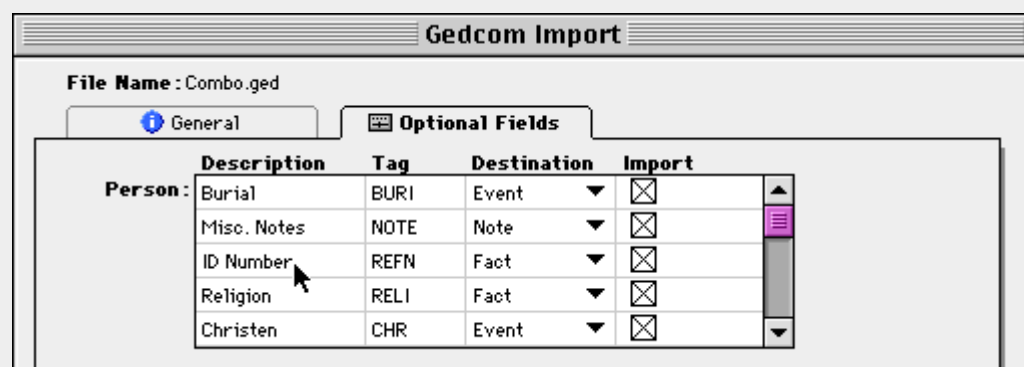 Gedcom Import
File Name: Combo.ged
General Optional Fields
Description Tag Destination Import
Person: Burial BURI Event
Misc. Notes NOTE Note
ID Number REFN Fact
Religion RELI Fact
Christen CHR Event